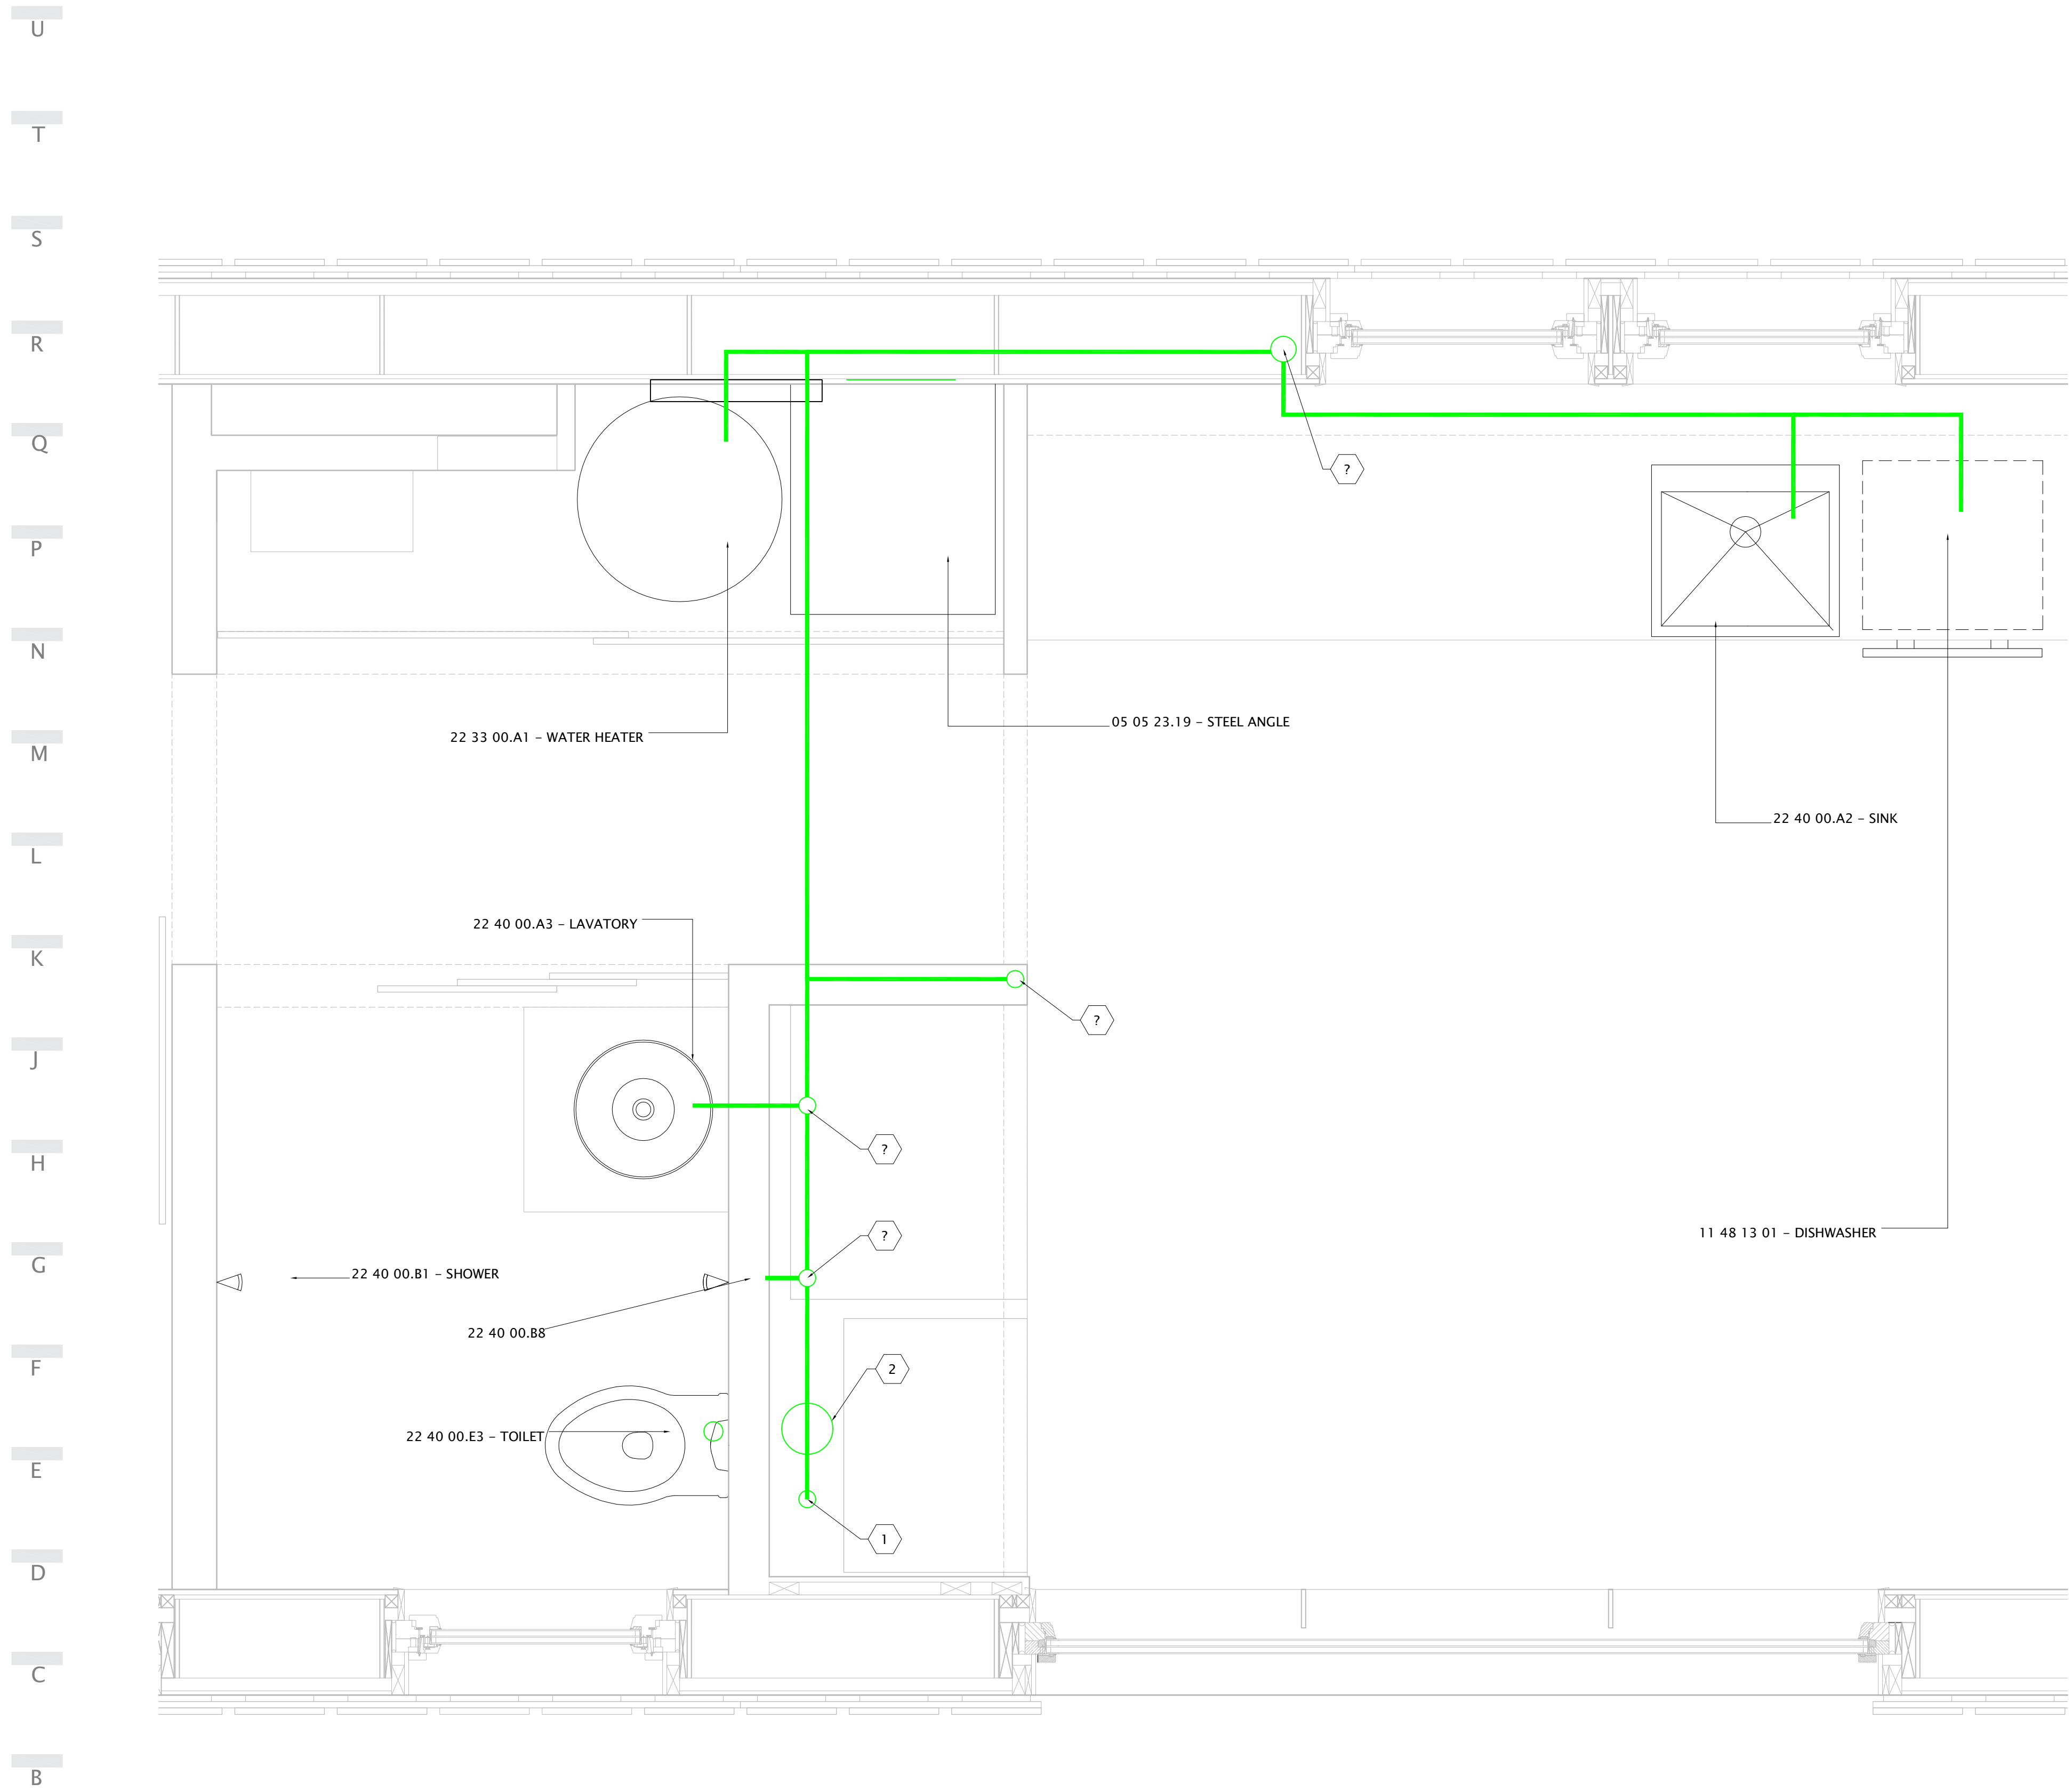 U
T
S
R
Q
?
P
N
05 05 23.19 – STEEL ANGLE
22 33 00.A1 – WATER HEATER
M
22 40 00.A2 – SINK
L
22 40 00.A3 – LAVATORY
K
?
J
?
H
?
11 48 13 01 – DISHWASHER
G
22 40 00.B1 – SHOWER
22 40 00.B8
F
2
22 40 00.E3 – TOILET
E
1
D
C
B